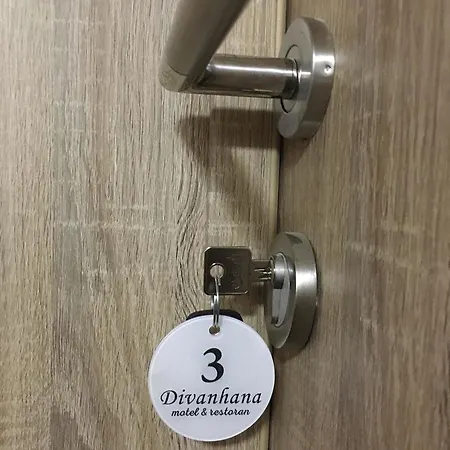 3
Divanhana
motel & restoran